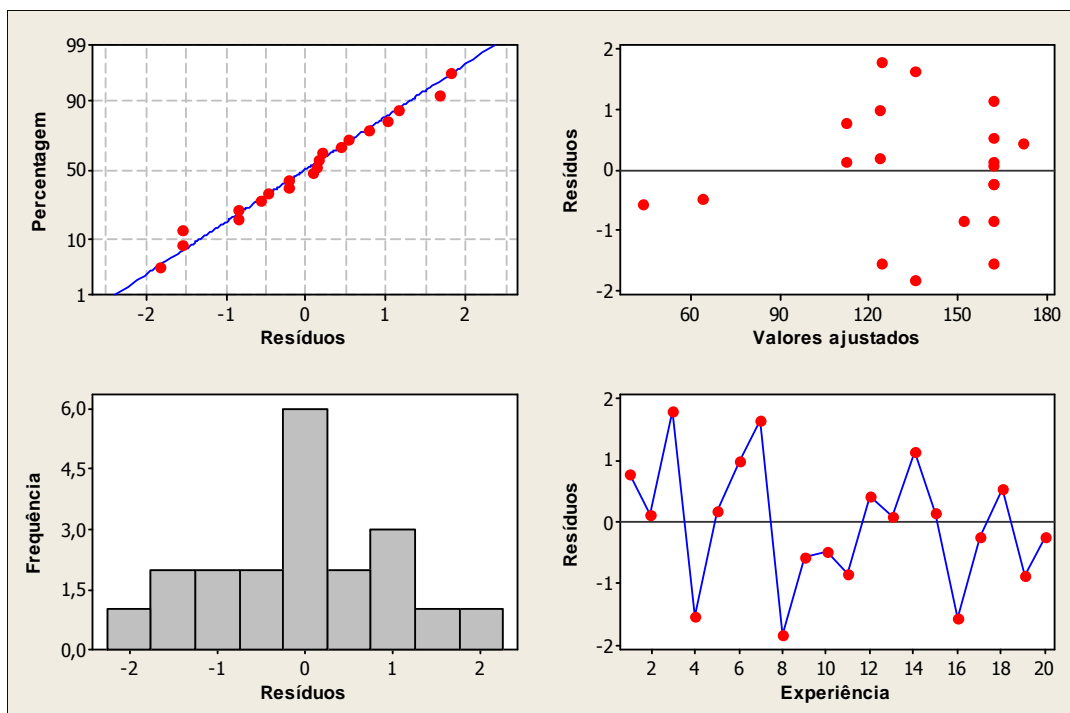 99
90
50
10
1
Percentagem
-2 -1 0 1 2
Resíduos
2
1
0
-1
-2
Resíduos
60 90 120 150 180
Valores ajustados
6,0
4,5
3,0
1,5
0,0
Frequência
-2 -1 0 1 2
Resíduos
2
1
0
-1
-2
Resíduos
2 4 6 8 10 12 14 16 18 20
Experiência